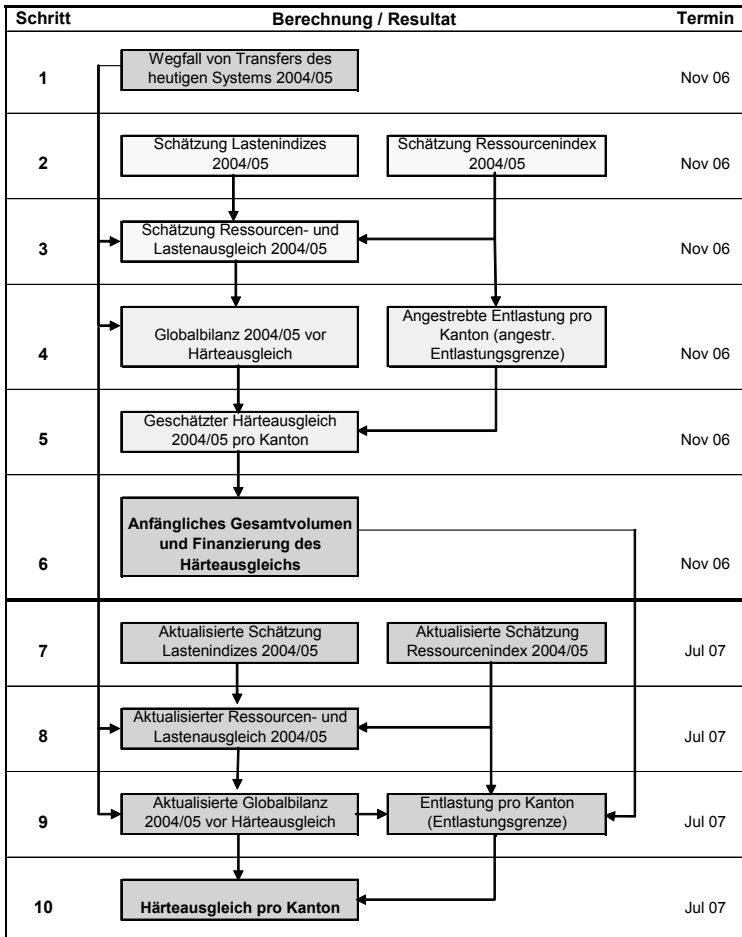 Schritt Berechnung / Resultat Termin
Wegfall von Transfers des
heutigen Systems 2004/05
1 Nov 06
Schätzung Lastenindizes
2004/05
Schätzung Ressourcenindex
2004/05
2 Nov 06
Schätzung Ressourcen- und
Lastenausgleich 2004/05
3 Nov 06
Globalbilanz 2004/05 vor
Härteausgleich
Angestrebte Entlastung pro
Kanton (angestr.
Entlastungsgrenze)
4 Nov 06
Geschätzter Härteausgleich
2004/05 pro Kanton
5 Nov 06
Anfängliches Gesamtvolumen
und Finanzierung des
Härteausgleichs
6 Nov 06
Aktualisierte Schätzung
Lastenindizes 2004/05
Aktualisierte Schätzung
Ressourcenindex 2004/05
7 Jul 07
Aktualisierter Ressourcen- und
Lastenausgleich 2004/05
8 Jul 07
Aktualisierte Globalbilanz
2004/05 vor Härteausgleich
Entlastung pro Kanton
(Entlastungsgrenze)
9 Jul 07
10 Härteausgleich pro Kanton Jul 07